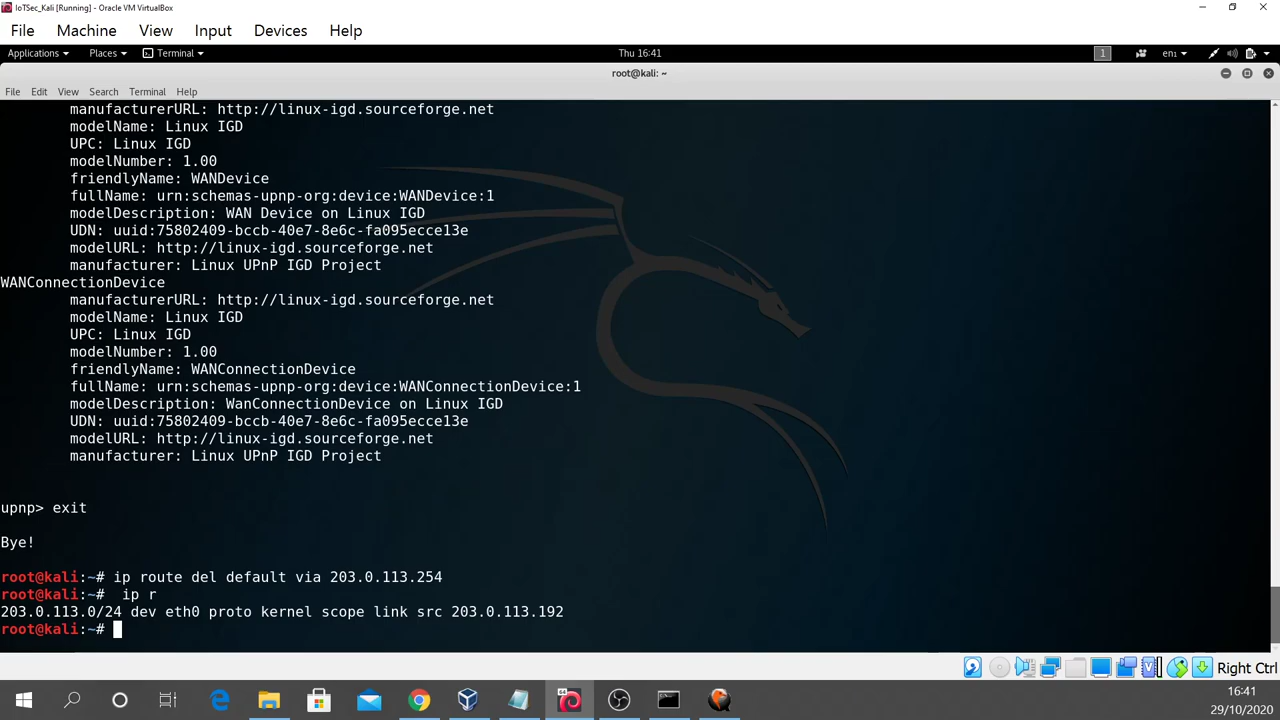 IoTSec_Kali [Running] - Oracle VM VirtualBox
File Machine View Input Devices Help
Applications Places Terminal Thu 16:41 1 en1
root@kali: ~
File Edit View Search Terminal Help
manufacturerURL: http://linux-igd.sourceforge.net
modelName: Linux IGD
UPC: Linux IGD
modelNumber: 1.00
friendlyName: WANDevice
fullName: urn:schemas-upnp-org:device:WANDevice:1
modelDescription: WAN Device on Linux IGD
UDN: uuid:75802409-bccb-40e7-8e6c-fa095ecce13e
modelURL: http://linux-igd.sourceforge.net
manufacturer: Linux UPnP IGD Project
WANConnectionDevice
manufacturerURL: http://linux-igd.sourceforge.net
modelName: Linux IGD
UPC: Linux IGD
modelNumber: 1.00
friendlyName: WANConnectionDevice
fullName: urn:schemas-upnp-org:device:WANConnectionDevice:1
modelDescription: WanConnectionDevice on Linux IGD
UDN: uuid:75802409-bccb-40e7-8e6c-fa095ecce13e
modelURL: http://linux-igd.sourceforge.net
manufacturer: Linux UPnP IGD Project
upnp> exit
Bye!
root@kali:~# ip route del default via 203.0.113.254
root@kali:~#  ip r
203.0.113.0/24 dev eth0 proto kernel scope link src 203.0.113.192
root@kali:~#
Right Ctrl
16:41
29/10/2020